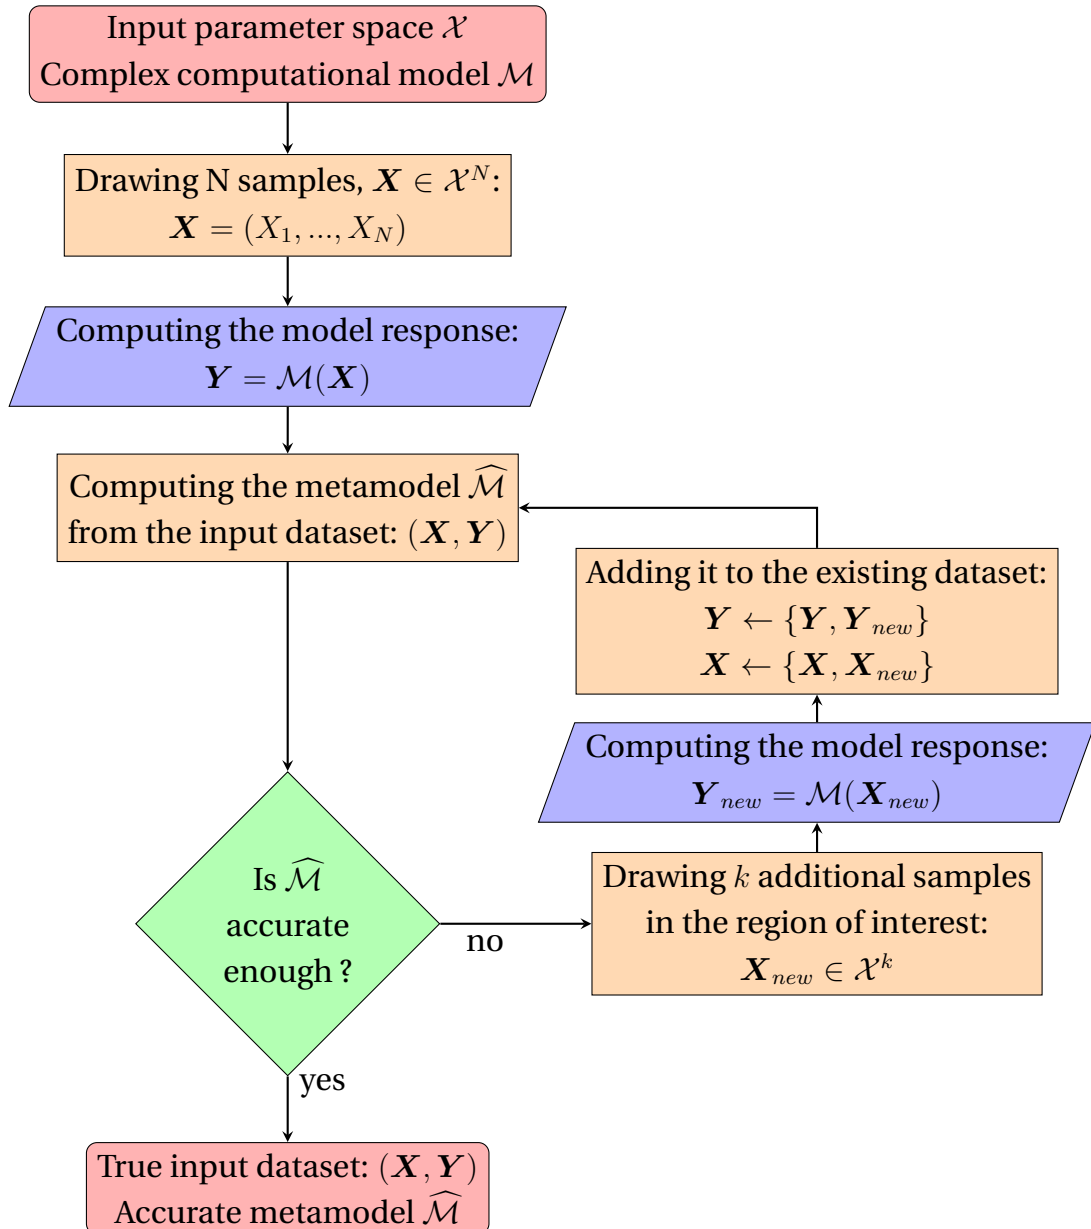 Input parameter space 𝒳
Complex computational model ℳ
Drawing N samples, 𝑿 ∈ 𝒳^N:
𝑿 = (X_1, ..., X_N)
Computing the model response:
𝒀 = ℳ(𝑿)
Computing the metamodel ℳ̂
from the input dataset: (𝑿, 𝒀)
Is ℳ̂
accurate
enough ?
no
Drawing k additional samples
in the region of interest:
𝑿_new ∈ 𝒳^k
Computing the model response:
𝒀_new = ℳ(𝑿_new)
Adding it to the existing dataset:
𝒀 ← {𝒀, 𝒀_new}
𝑿 ← {𝑿, 𝑿_new}
yes
True input dataset: (𝑿, 𝒀)
Accurate metamodel ℳ̂